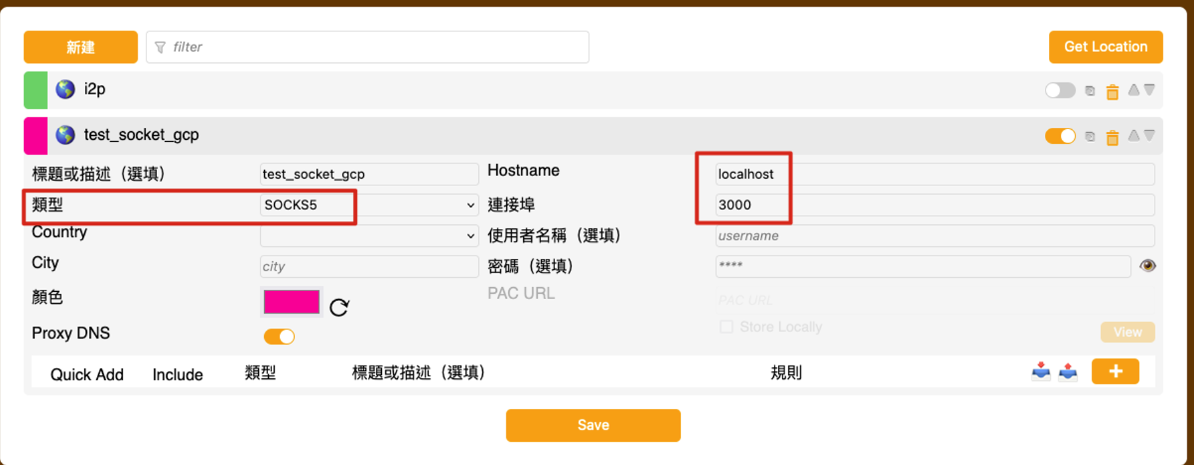 新建 filter Get Location
i2p
test_socket_gcp
標題或描述（選填） test_socket_gcp Hostname localhost
類型 SOCKS5 連接埠 3000
Country 使用者名稱（選填） username
City city 密碼（選填） ****
顏色 PAC URL PAC URL
Store Locally View
Proxy DNS
Quick Add Include 類型 標題或描述（選填） 規則 +
Save